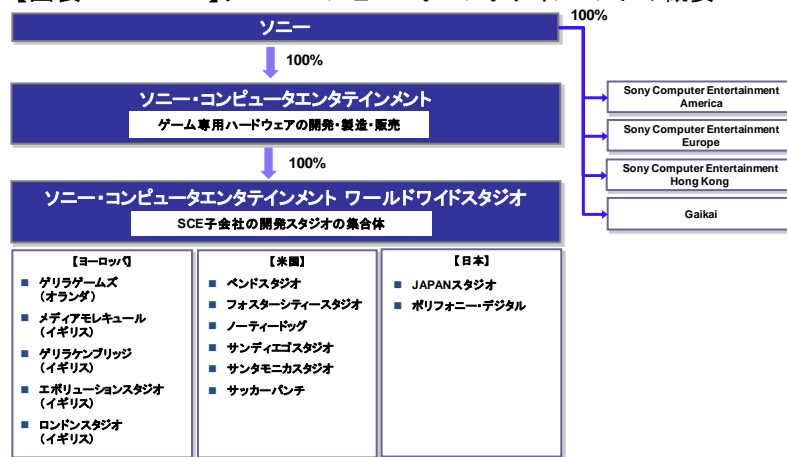 ソニー
100%
100%
ソニー・コンピュータエンタテインメント
ゲーム専用ハードウェアの開発・製造・販売
100%
ソニー・コンピュータエンタテインメント ワールドワイドスタジオ
SCE子会社の開発スタジオの集合体
Sony Computer Entertainment
America
Sony Computer Entertainment
Europe
Sony Computer Entertainment
Hong Kong
Gaikai
【ヨーロッパ】
ゲリラゲームズ
(オランダ)
メディアモレキュール
(イギリス)
ゲリラケンブリッジ
(イギリス)
エボリューションスタジオ
(イギリス)
ロンドンスタジオ
(イギリス)
【米国】
ベンドスタジオ
フォスターシティースタジオ
ノーティードッグ
サンディエゴスタジオ
サンタモニカスタジオ
サッカーパンチ
【日本】
JAPANスタジオ
ポリフォニー・デジタル